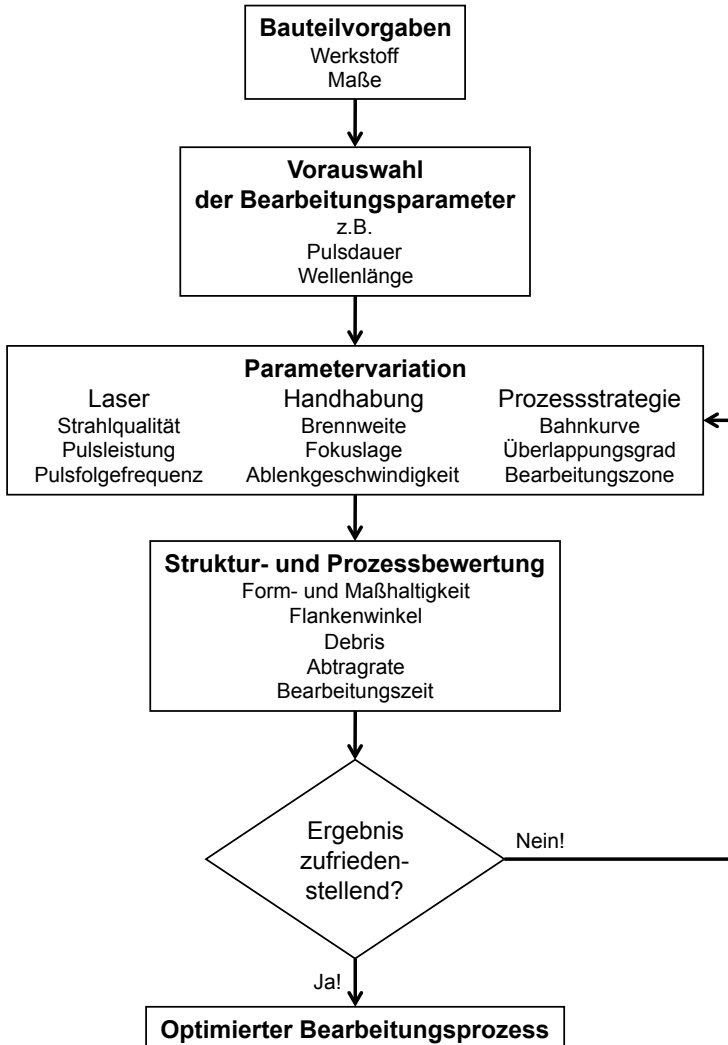 Bauteilvorgaben
Werkstoff
Maße
Vorauswahl
der Bearbeitungsparameter
z.B.
Pulsdauer
Wellenlänge
Parametervariation
Laser
Strahlqualität
Pulsleistung
Pulsfolgefrequenz
Handhabung
Brennweite
Fokuslage
Ablenkgeschwindigkeit
Prozessstrategie
Bahnkurve
Überlappungsgrad
Bearbeitungszone
Struktur- und Prozessbewertung
Form- und Maßhaltigkeit
Flankenwinkel
Debris
Abtragrate
Bearbeitungszeit
Ergebnis
zufrieden-
stellend?
Nein!
Ja!
Optimierter Bearbeitungsprozess